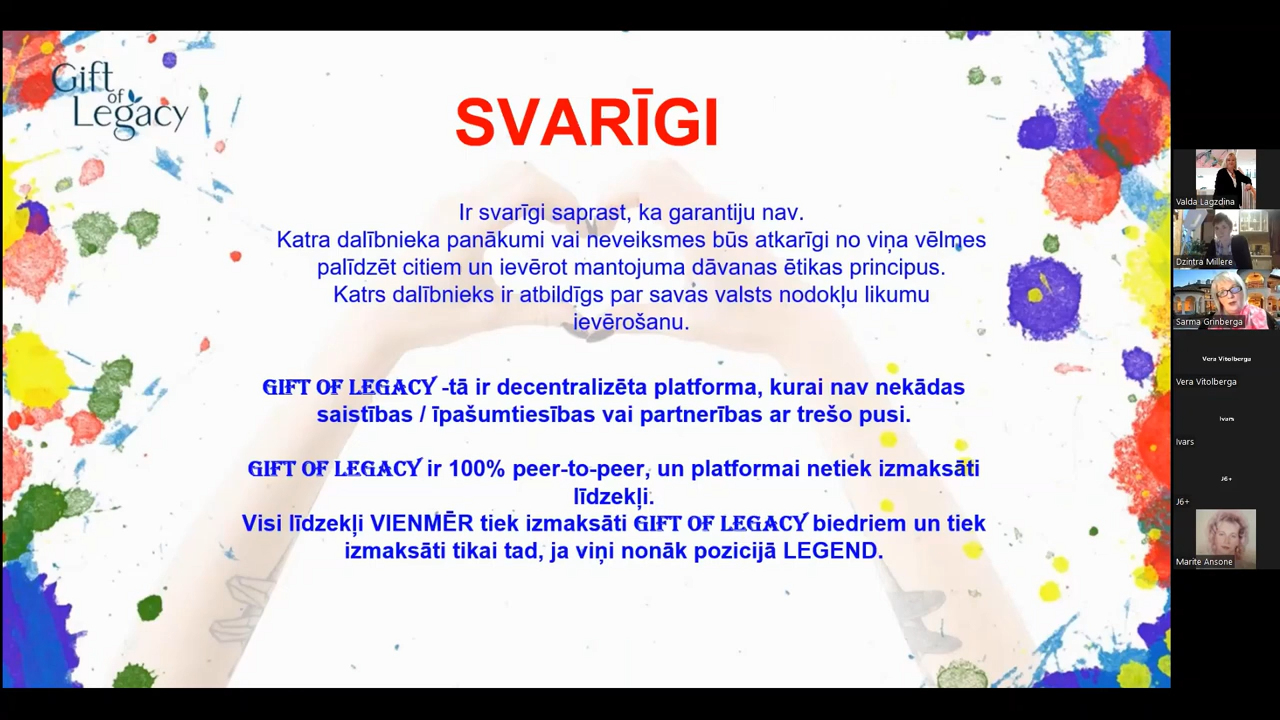 Gift
of
Legacy
SVARĪGI
Ir svarīgi saprast, ka garantiju nav.
Katra dalībnieka panākumi vai neveiksmes būs atkarīgi no viņa vēlmes
palīdzēt citiem un ievērot mantojuma dāvanas ētikas principus.
Katrs dalībnieks ir atbildīgs par savas valsts nodokļu likumu
ievērošanu.
GIFT OF LEGACY -tā ir decentralizēta platforma, kurai nav nekādas
saistības / īpašumtiesības vai partnerības ar trešo pusi.
GIFT OF LEGACY ir 100% peer-to-peer, un platformai netiek izmaksāti
līdzekļi.
Visi līdzekļi VIENMĒR tiek izmaksāti GIFT OF LEGACY biedriem un tiek
izmaksāti tikai tad, ja viņi nonāk pozicijā LEGEND.
Valda Lagzdina
Dzintra Millere
Sarma Grinberga
Vera Vitolberga
Vera Vitolberga
Ivars
Ivars
J6+
J6+
Marite Ansone